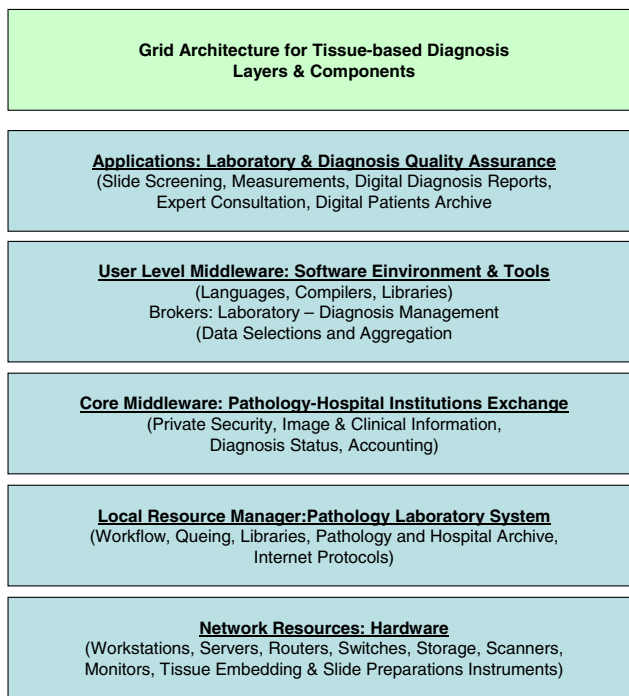 Grid Architecture for Tissue-based Diagnosis
Layers & Components
Applications: Laboratory & Diagnosis Quality Assurance
(Slide Screening, Measurements, Digital Diagnosis Reports,
Expert Consultation, Digital Patients Archive
User Level Middleware: Software Einvironment & Tools
(Languages, Compilers, Libraries)
Brokers: Laboratory – Diagnosis Management
(Data Selections and Aggregation
Core Middleware: Pathology-Hospital Institutions Exchange
(Private Security, Image & Clinical Information,
Diagnosis Status, Accounting)
Local Resource Manager:Pathology Laboratory System
(Workflow, Queing, Libraries, Pathology and Hospital Archive,
Internet Protocols)
Network Resources: Hardware
(Workstations, Servers, Routers, Switches, Storage, Scanners,
Monitors, Tissue Embedding & Slide Preparations Instruments)